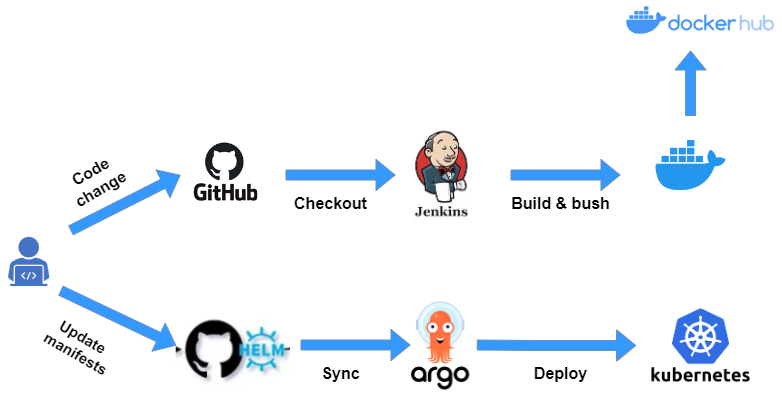 docker hub
Code
change
GitHub
Checkout
Jenkins
Build & bush
</>
Update
manifests
HELM
Sync
argo
Deploy
kubernetes